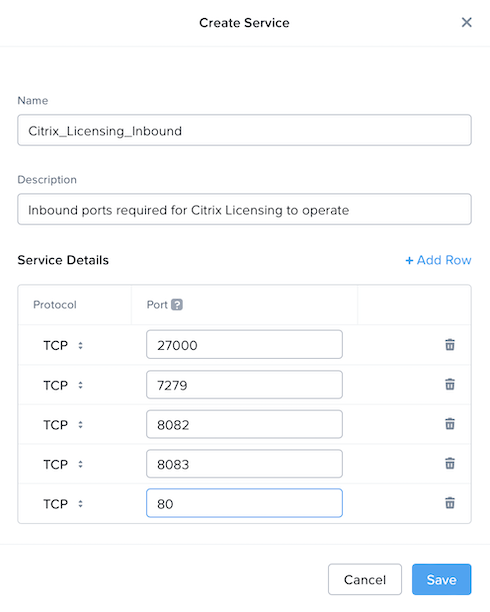 Create Service
Name
Citrix_Licensing_Inbound
Description
Inbound ports required for Citrix Licensing to operate
Service Details + Add Row
Protocol Port ?
TCP 27000
TCP 7279
TCP 8082
TCP 8083
TCP 80
Cancel Save